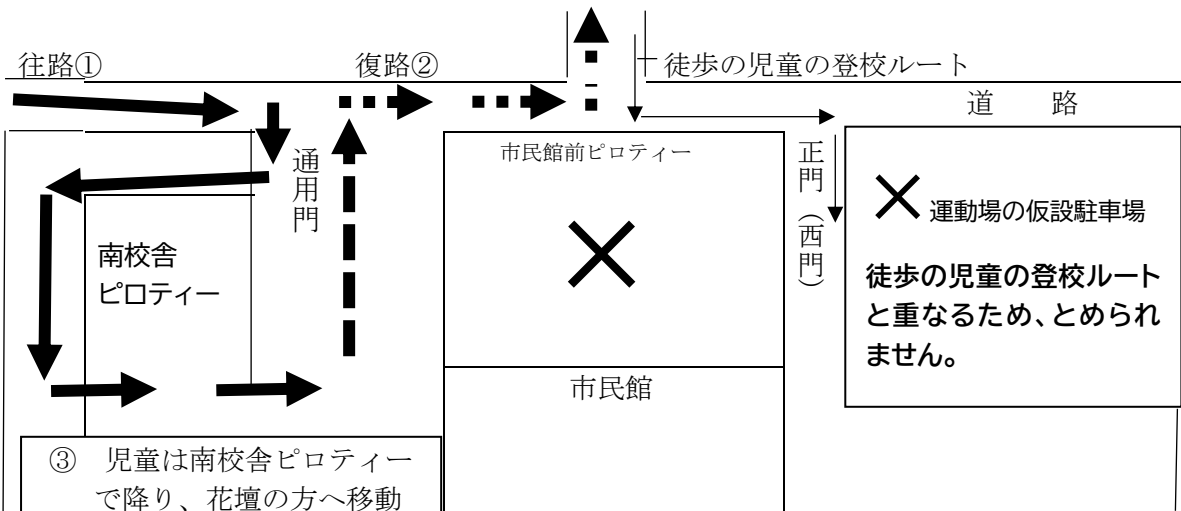 往路①
復路②
徒歩の児童の登校ルート
道　路
通用門
市民館前ピロティー
正門（西門）
運動場の仮設駐車場
南校舎
ピロティー
徒歩の児童の登校ルート
と重なるため、とめられ
ません。
市民館
③　児童は南校舎ピロティー
で降り、花壇の方へ移動